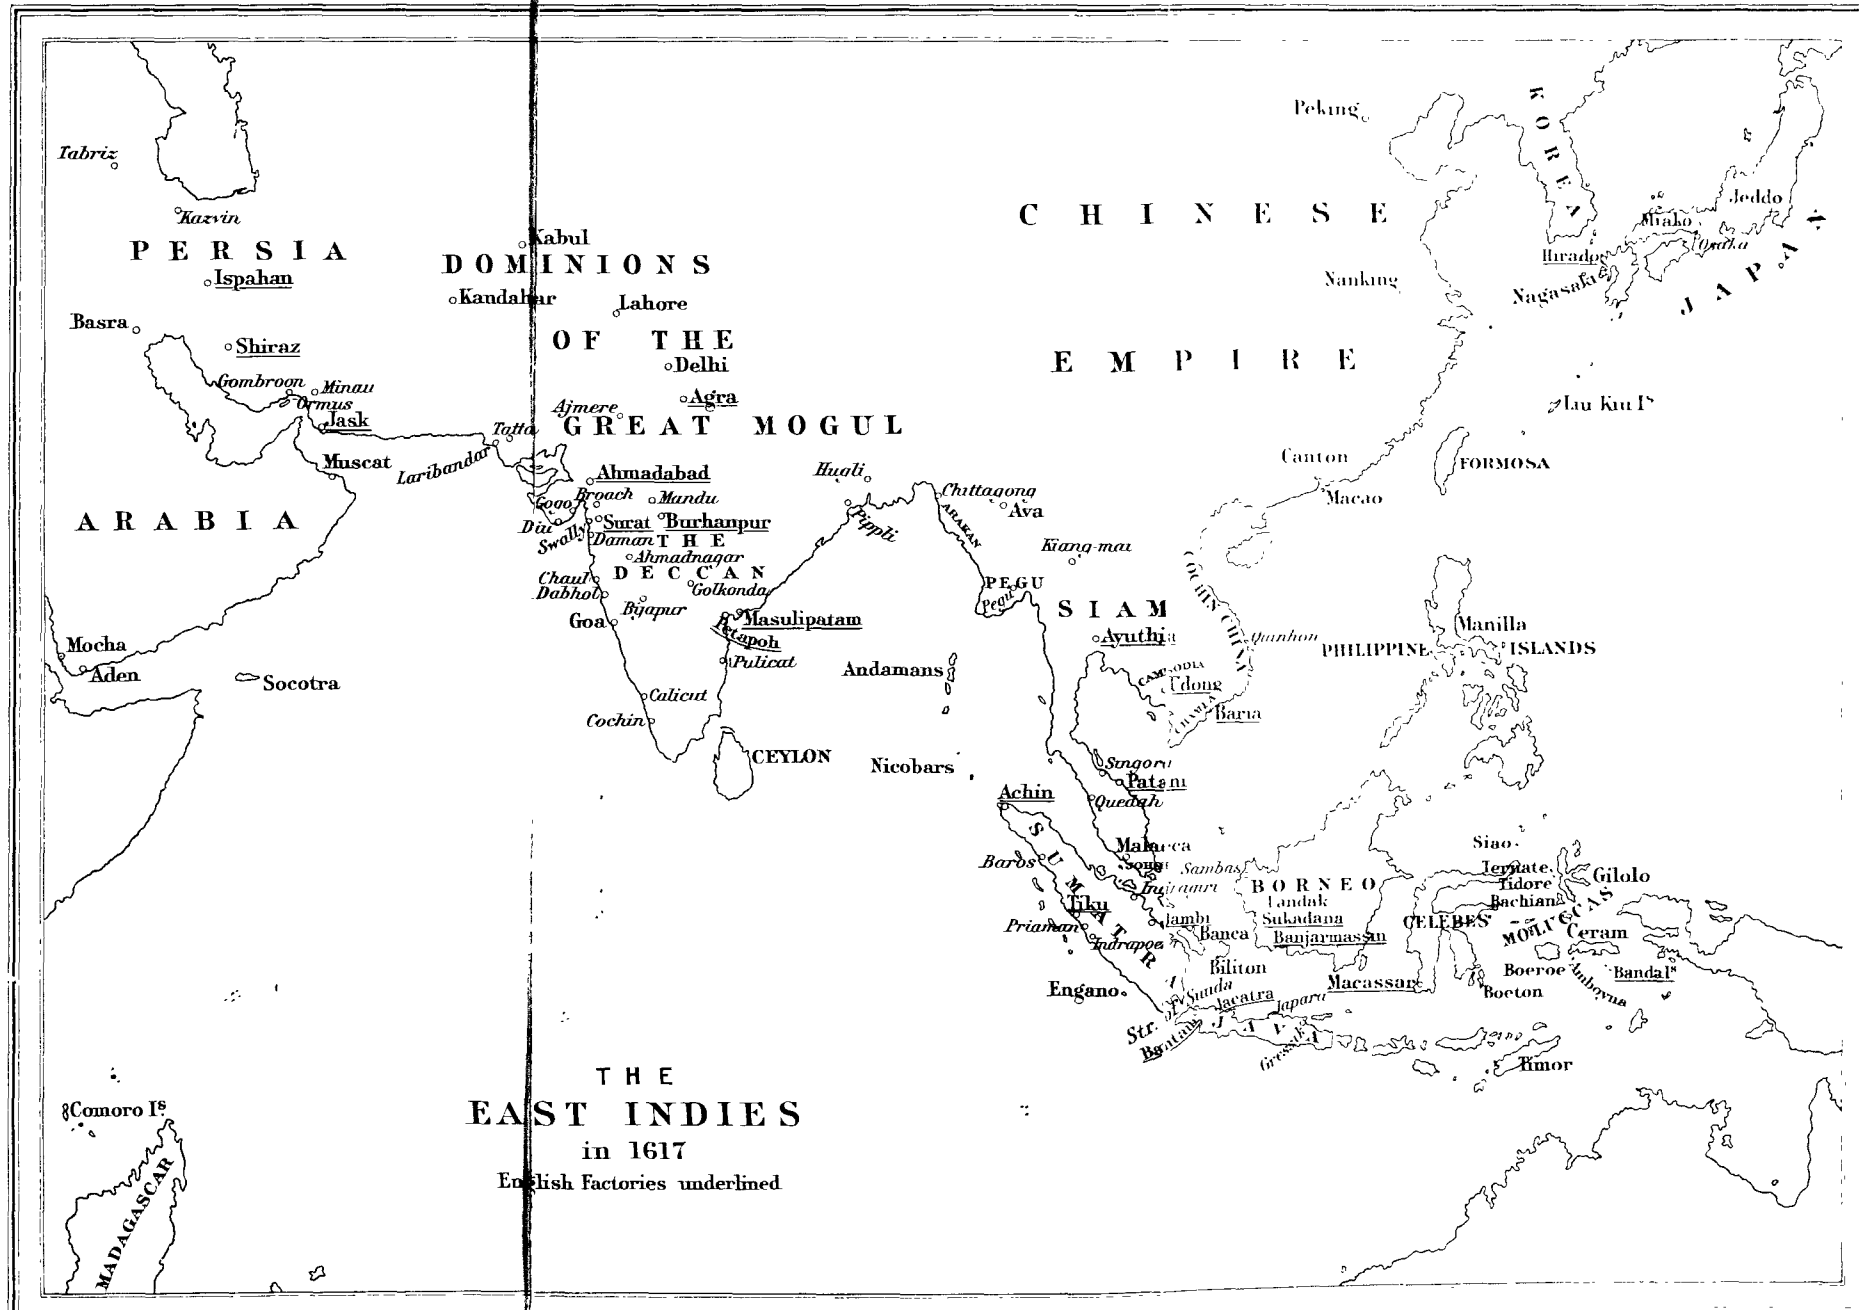 Peking
KOREA
Tabriz
Kazvin
CHINESE
Jeddo
Miako
Osaka
JAPAN
PERSIA
Kabul
DOMINIONS
Ispahan
Hirado
Kandahar
Lahore
Nanking
Nagasaki
Basra
OF THE
Shiraz
Delhi
EMPIRE
Gombroon
Minau
Ormus
Agra
Ajmere
Liu Kiu Is
Jask
Tatta
GREAT MOGUL
Muscat
Laribandar
Ahmadabad
Hugli
Canton
FORMOSA
Gogo
Broach
Mandu
Chittagong
Ava
Macao
ARABIA
Diu
Swally
Surat
Burhanpur
Pippli
ARAKAN
Daman
THE
Ahmadnagar
Kiang-mai
Chaul
DECCAN
Dabhol
Golkonda
PEGU
Pegu
COCHIN CHINA
Bijapur
SIAM
Goa
Masulipatam
Petapoli
Ayuthia
Quinhon
Manilla
PHILIPPINE ISLANDS
Mocha
Pulicat
Andamans
CAMBODIA
Aden
Socotra
Udong
Calicut
CHAMPA
Baria
Cochin
CEYLON
Nicobars
Singora
Patani
Achin
Quedah
SUMATRA
Malacca
Siao
Baros
JOHOR
Sambas
Ternate
Gilolo
Indragiri
BORNEO
Tidore
Landak
Bachian
Tiku
Jambi
Sukadana
CELEBES
MOLUCCAS
Priaman
Indrapoer
Banca
Banjarmassin
Ceram
Biliton
Boeroe
Amboyna
Banda Is
Engano
Str. of Sunda
Jacatra
Japara
Macassar
Boeton
Bantam
JAVA
Gressik
Timor
THE
EAST INDIES
in 1617
English Factories underlined
Comoro Is.
MADAGASCAR